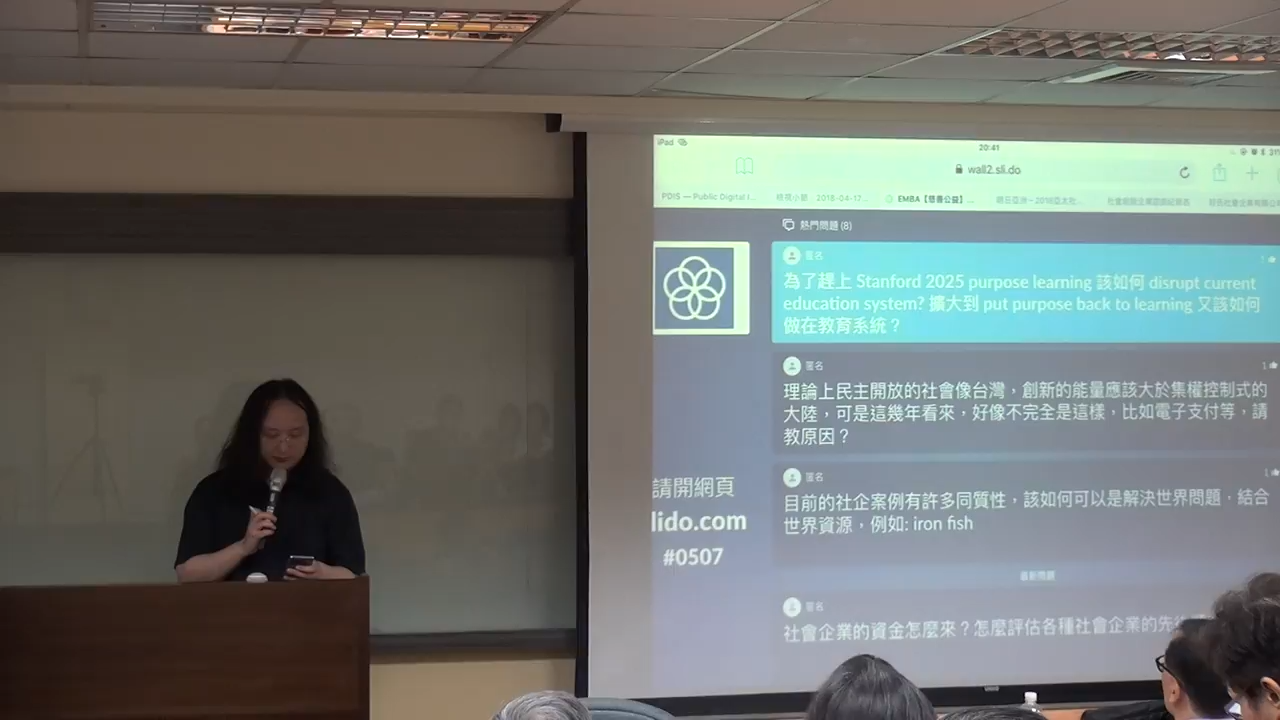 iPad
20:41
wall2.sli.do
PDIS — Public Digital I...
2018-04-17...
EMBA【慈善公益】...
熱門問題 (8)
匿名
為了趕上 Stanford 2025 purpose learning 該如何 disrupt current
education system? 擴大到 put purpose back to learning 又該如何
做在教育系統？
匿名
1
理論上民主開放的社會像台灣，創新的能量應該大於集權控制式的
大陸，可是這幾年看來，好像不完全是這樣，比如電子支付等，請
教原因？
匿名
1
目前的社企案例有許多同質性，該如何可以是解決世界問題，結合
世界資源，例如: iron fish
最新問題
匿名
社會企業的資金怎麼來？怎麼評估各種社會企業的先
請開網頁
lido.com
#0507